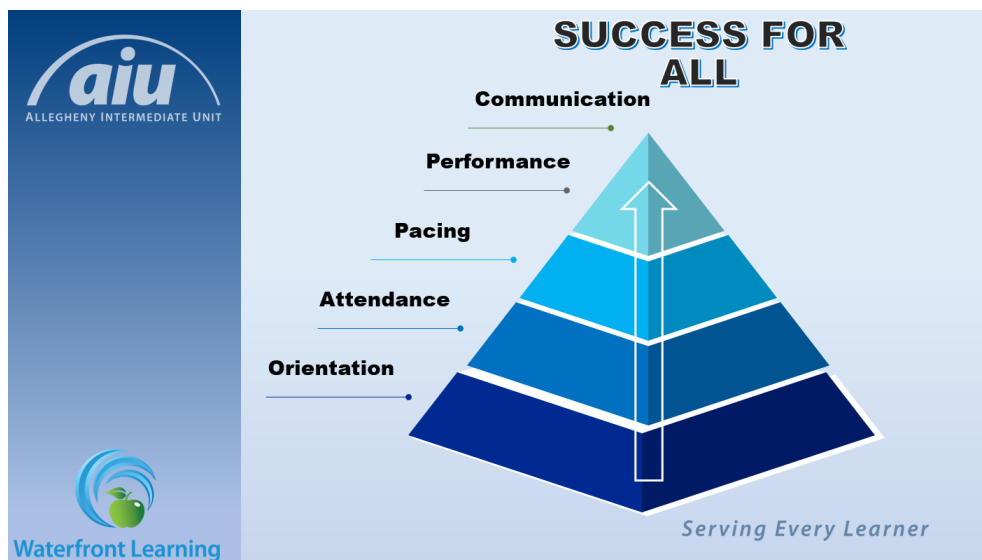 aiu
ALLEGHENY INTERMEDIATE UNIT
SUCCESS FOR
ALL
Communication
Performance
Pacing
Attendance
Orientation
Serving Every Learner
Waterfront Learning